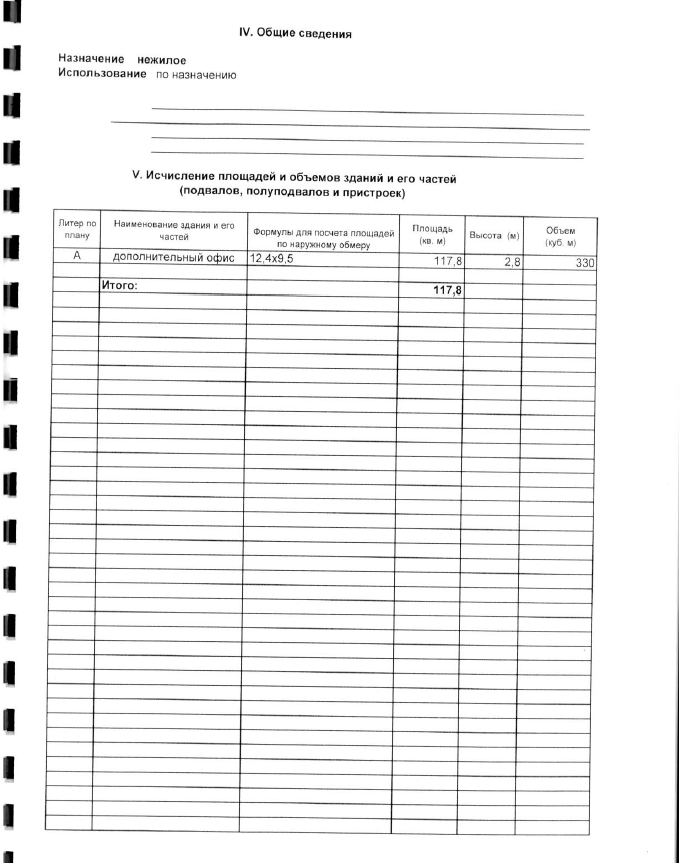 IV. Общие сведения
Назначение нежилое
Использование по назначению
V. Исчисление площадей и объемов зданий и его частей
(подвалов, полуподвалов и пристроек)
Литер по плану | Наименование здания и его частей | Формулы для посчета площадей по наружному обмеру | Площадь (кв. м) | Высота (м) | Объем (куб. м)
А | дополнительный офис | 12,4х9,5 | 117,8 | 2,8 | 330
Итого: 117,8